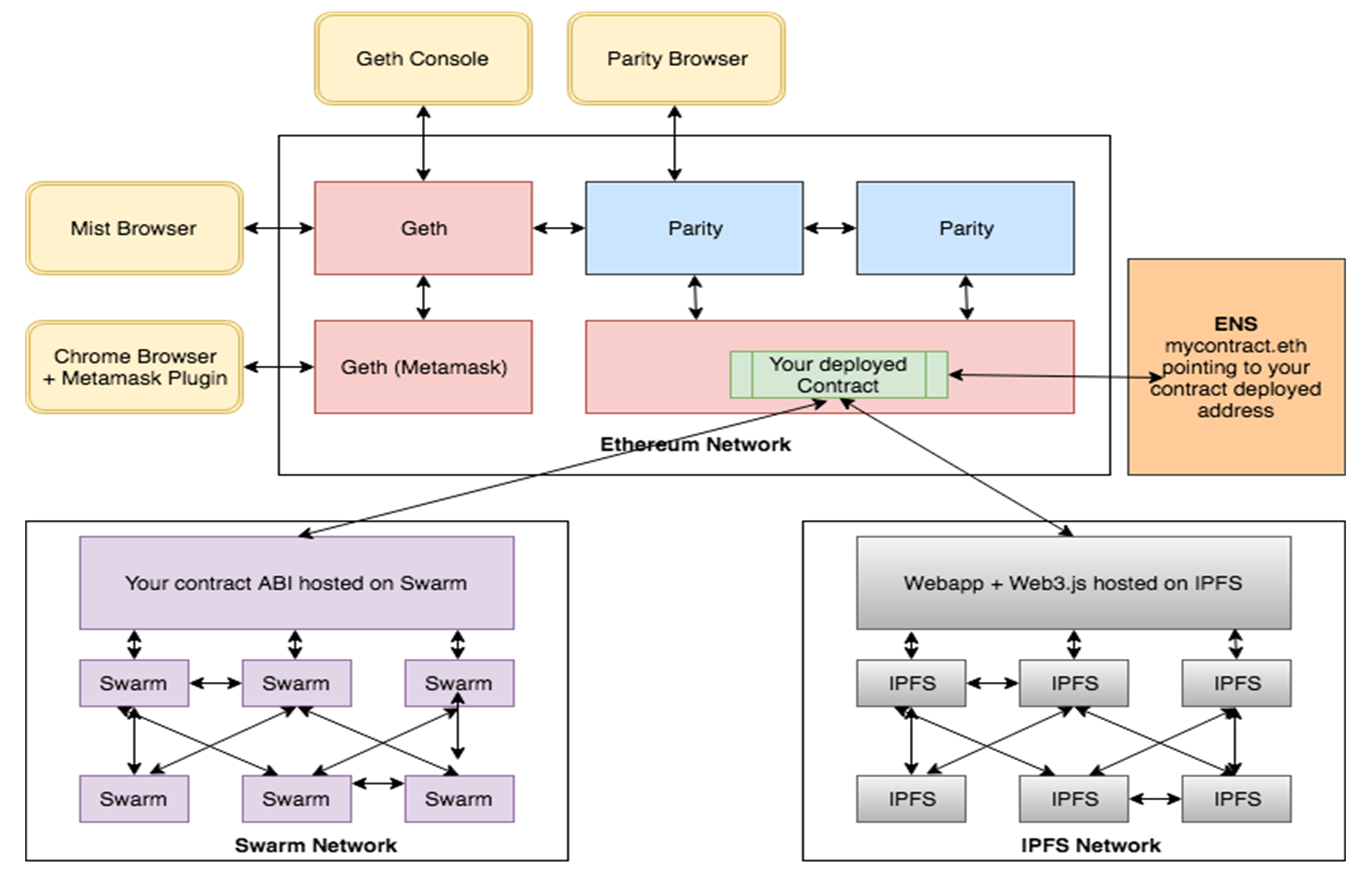 Geth Console
Parity Browser
Mist Browser
Geth
Parity
Parity
Chrome Browser
+ Metamask Plugin
Geth (Metamask)
Your deployed
Contract
ENS
mycontract.eth
pointing to your
contract deployed
address
Ethereum Network
Your contract ABI hosted on Swarm
Swarm
Swarm
Swarm
Swarm
Swarm
Swarm
Swarm Network
Webapp + Web3.js hosted on IPFS
IPFS
IPFS
IPFS
IPFS
IPFS
IPFS
IPFS Network